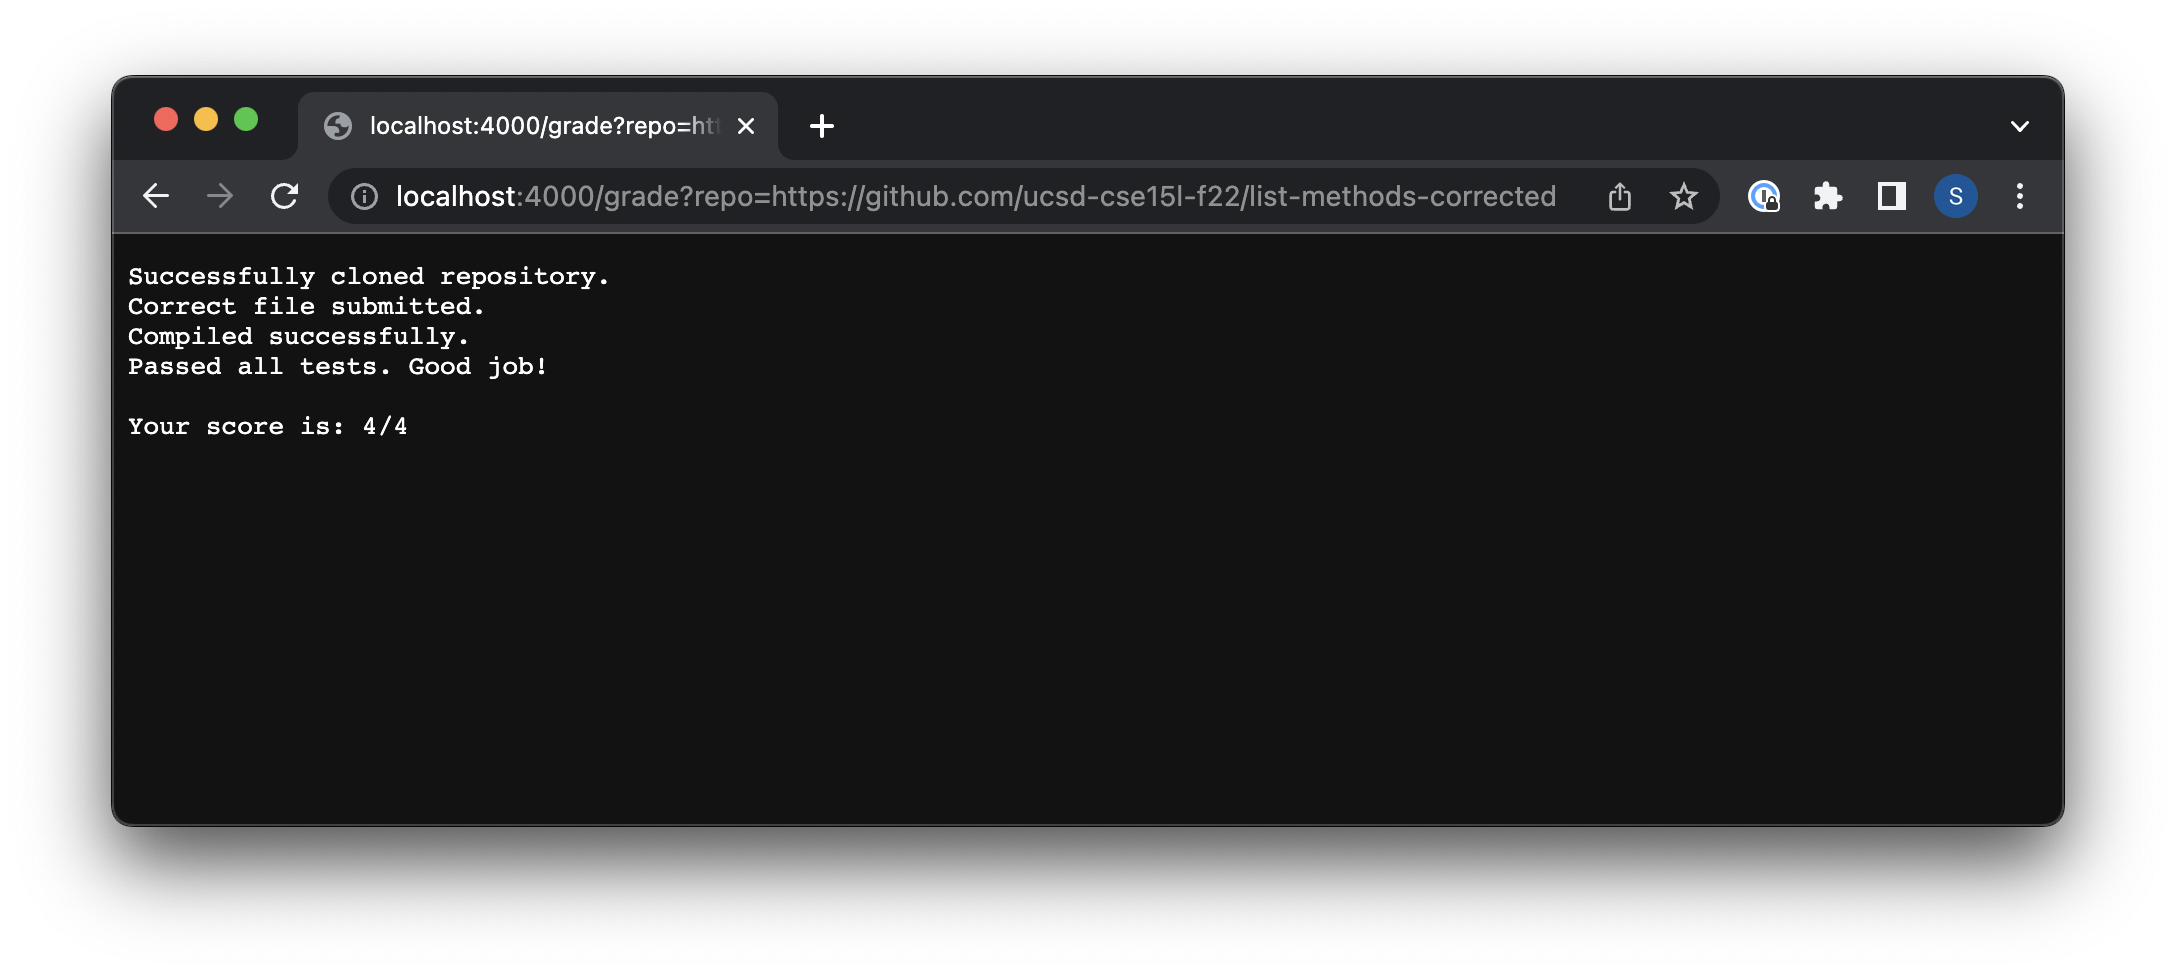 localhost:4000/grade?repo=htt
localhost:4000/grade?repo=https://github.com/ucsd-cse15l-f22/list-methods-corrected
S
Successfully cloned repository.
Correct file submitted.
Compiled successfully.
Passed all tests. Good job!
Your score is: 4/4